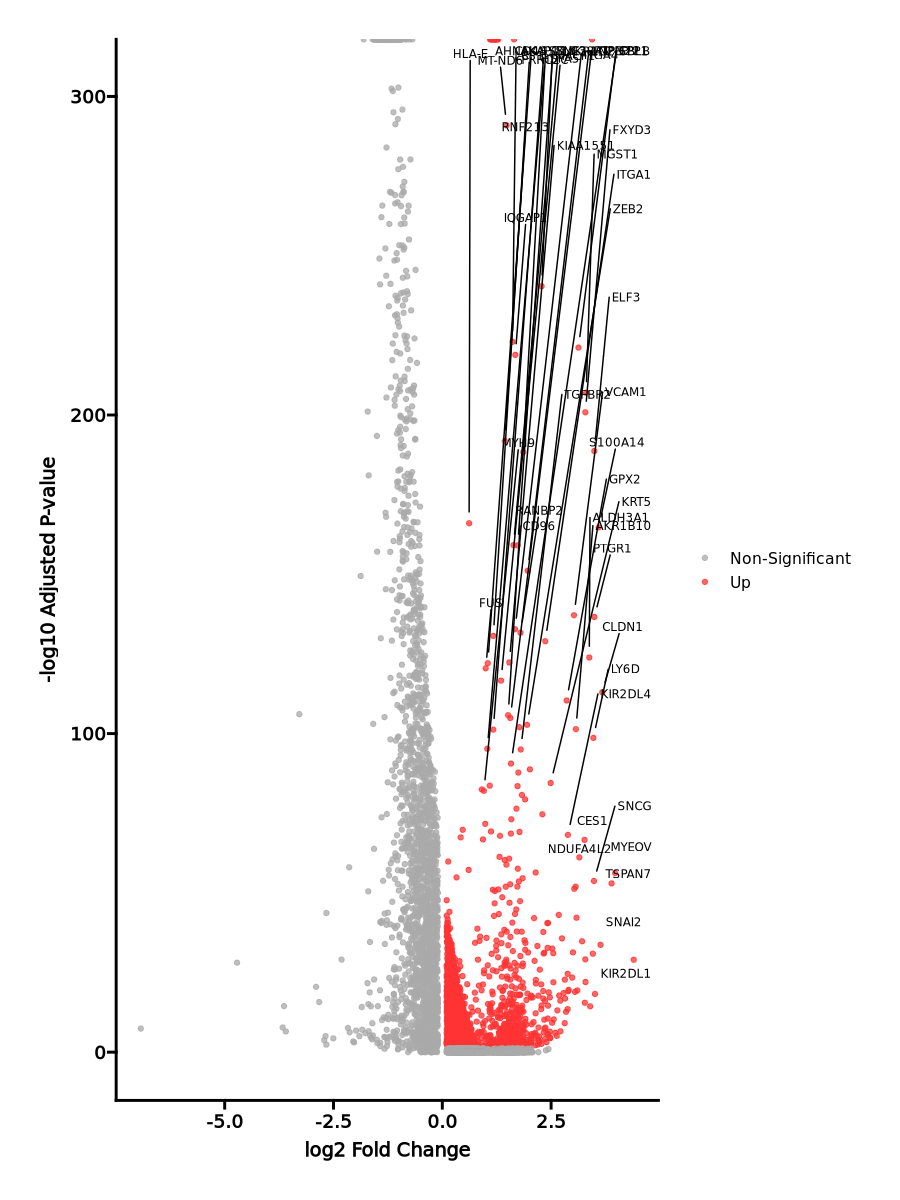 HLA-E
MT-ND6
RNF213
FXYD3
KIAA1551
MGST1
ITGA1
ZEB2
IQGAP1
ELF3
VCAM1
TGFBR2
MYH9
S100A14
GPX2
KRT5
RANBP2
ALDH3A1
CD96
AKR1B10
PTGR1
FUS
CLDN1
LY6D
KIR2DL4
SNCG
CES1
NDUFA4L2
MYEOV
TSPAN7
SNAI2
KIR2DL1
300
200
100
0
-5.0
-2.5
0.0
2.5
log2 Fold Change
-log10 Adjusted P-value
Non-Significant
Up